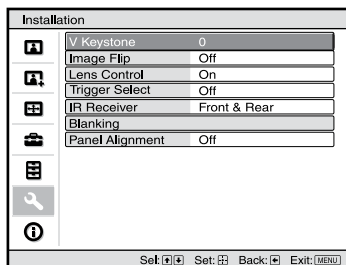 Installation
V Keystone 0
Image Flip Off
Lens Control On
Trigger Select Off
IR Receiver Front & Rear
Blanking
Panel Alignment Off
Sel: Set: Back: Exit: MENU